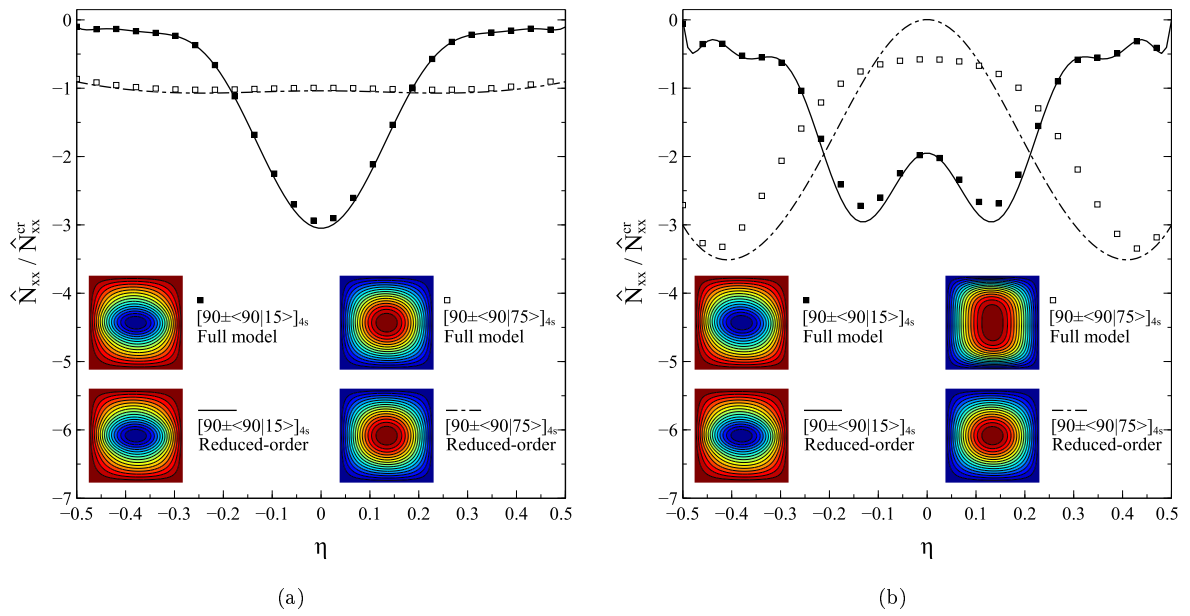 0
−1
−2
−3
−4
−5
−6
−7
N̂xx / N̂xx^cr
[90±<90|15>]4s
Full model
[90±<90|75>]4s
Full model
[90±<90|15>]4s
Reduced-order
[90±<90|75>]4s
Reduced-order
−0.5 −0.4 −0.3 −0.2 −0.1 0 0.1 0.2 0.3 0.4 0.5
η
(a)
0
−1
−2
−3
−4
−5
−6
−7
N̂xx / N̂xx^cr
[90±<90|15>]4s
Full model
[90±<90|75>]4s
Full model
[90±<90|15>]4s
Reduced-order
[90±<90|75>]4s
Reduced-order
−0.5 −0.4 −0.3 −0.2 −0.1 0 0.1 0.2 0.3 0.4 0.5
η
(b)